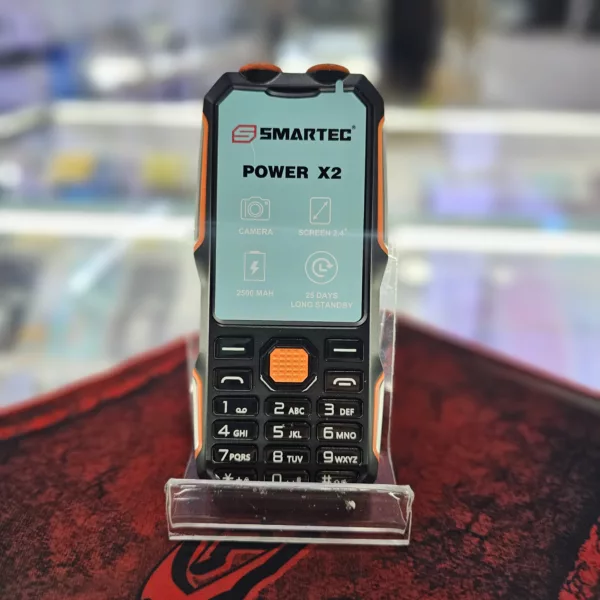 SMARTEC®
POWER X2
CAMERA
SCREEN 2.4"
2500 MAH
25 DAYS
LONG STANDBY
1
2 ABC
3 DEF
4 GHI
5 JKL
6 MNO
7 PQRS
8 TUV
9 WXYZ
* +
0
#